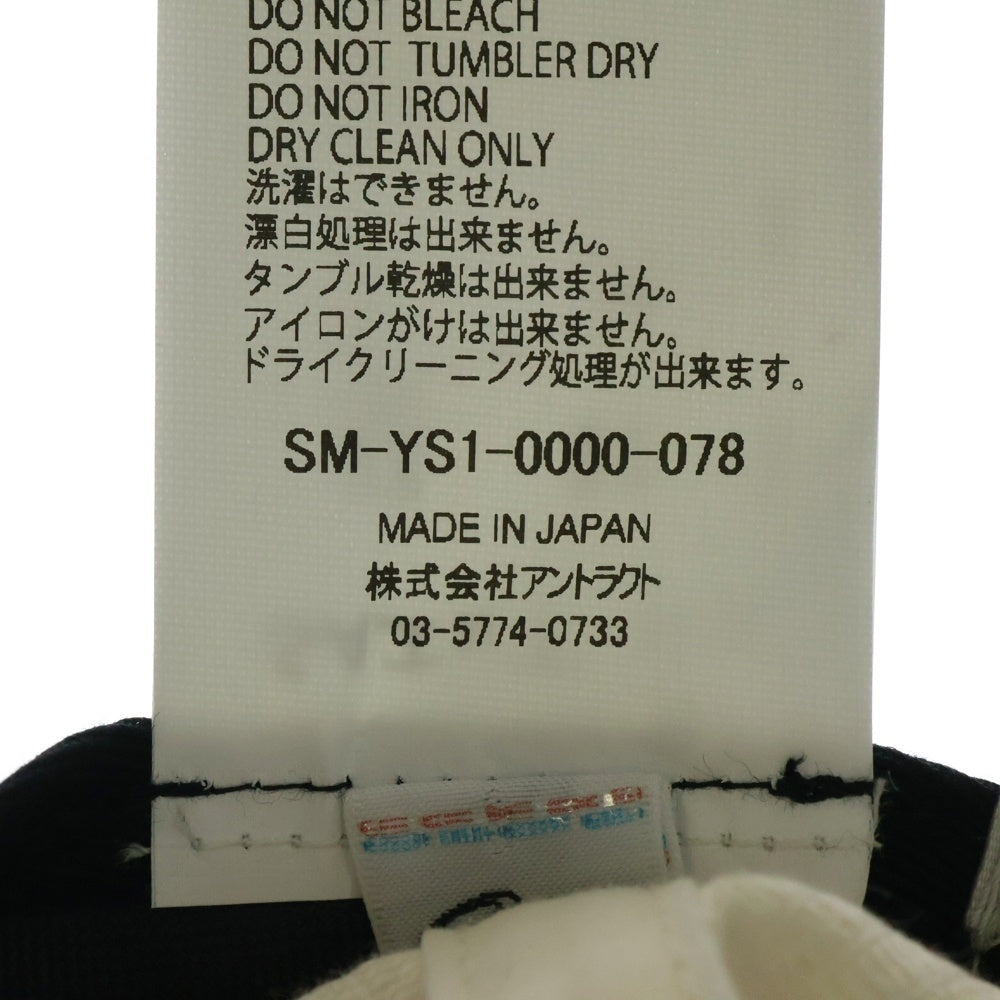 DO NOT BLEACH
DO NOT TUMBLER DRY
DO NOT IRON
DRY CLEAN ONLY
洗濯はできません。
漂白処理は出来ません。
タンブル乾燥は出来ません。
アイロンがけは出来ません。
ドライクリーニング処理が出来ます。
SM-YS1-0000-078
MADE IN JAPAN
株式会社アントラクト
03-5774-0733